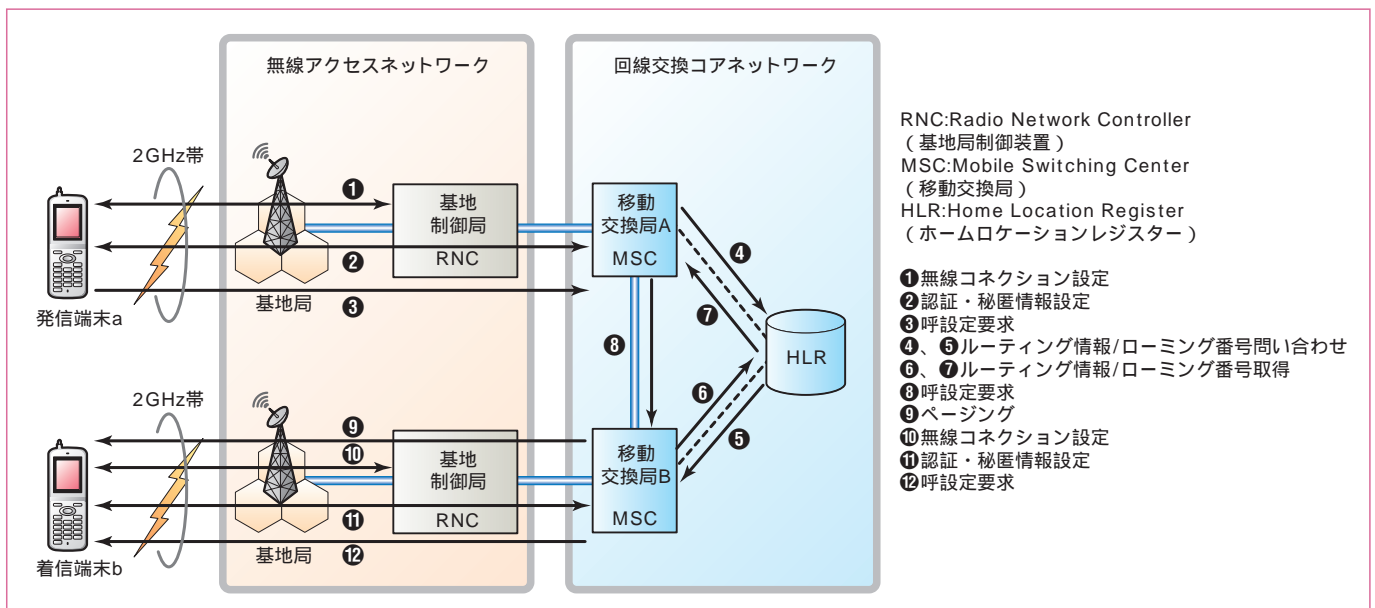 無線アクセスネットワーク
回線交換コアネットワーク
2GHz帯
❶
基地
制御局
RNC
移動
交換局A
MSC
❹
❷
❸
基地局
発信端末a
❼
❽
HLR
❻
2GHz帯
❾
❿
基地
制御局
RNC
移動
交換局B
MSC
❺
⓫
⓬
基地局
着信端末b
RNC:Radio Network Controller
(基地局制御装置)
MSC:Mobile Switching Center
(移動交換局)
HLR:Home Location Register
(ホームロケーションレジスター)
❶無線コネクション設定
❷認証・秘匿情報設定
❸呼設定要求
❹、❺ルーティング情報/ローミング番号問い合わせ
❻、❼ルーティング情報/ローミング番号取得
❽呼設定要求
❾ページング
❿無線コネクション設定
⓫認証・秘匿情報設定
⓬呼設定要求